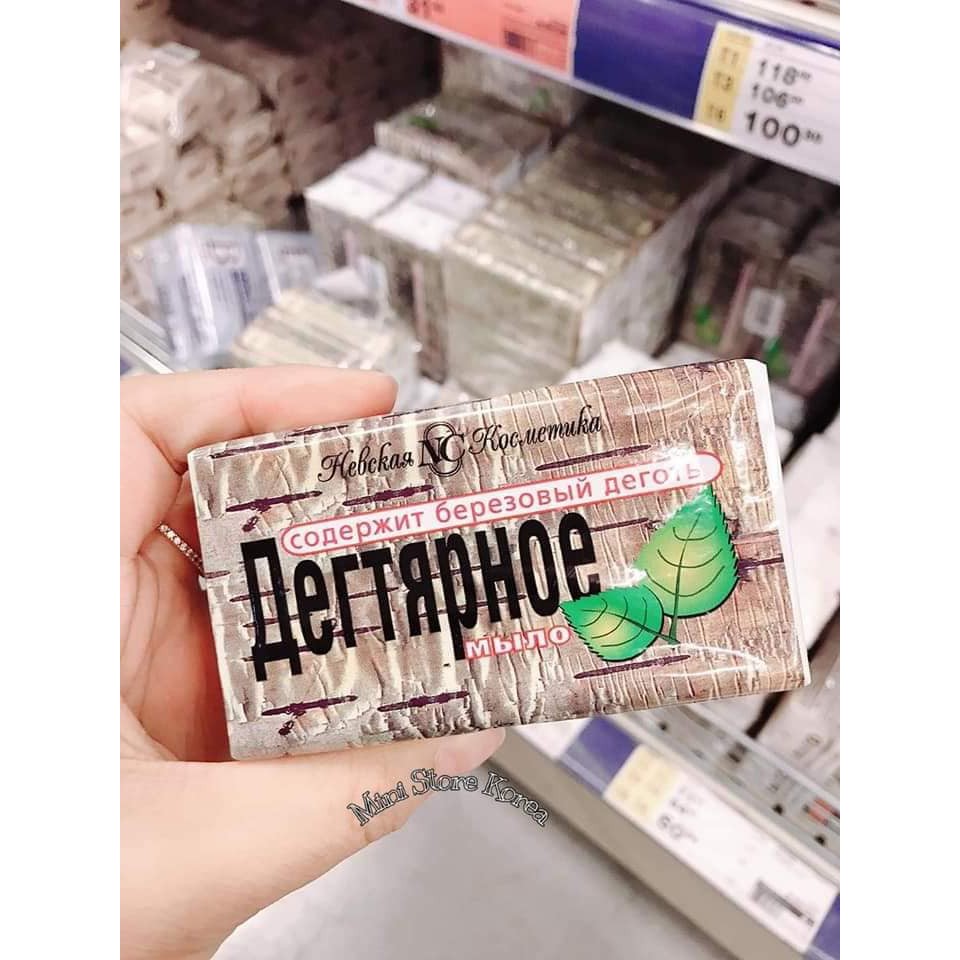 118
106
100
Невская NC Косметика
содержит березовый деготь
Дегтярное
мыло
Mini Store Korea